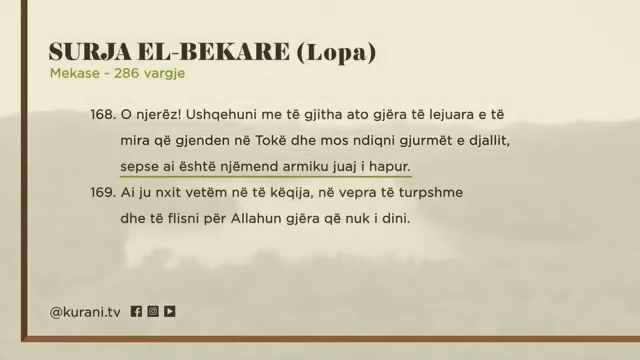 SURJA EL-BEKARE (Lopa)
Mekase - 286 vargje
168. O njerëz! Ushqehuni me të gjitha ato gjëra të lejuara e të
mira që gjenden në Tokë dhe mos ndiqni gjurmët e djallit,
sepse ai është njëmend armiku juaj i hapur.
169. Ai ju nxit vetëm në të këqija, në vepra të turpshme
dhe të flisni për Allahun gjëra që nuk i dini.
@kurani.tv